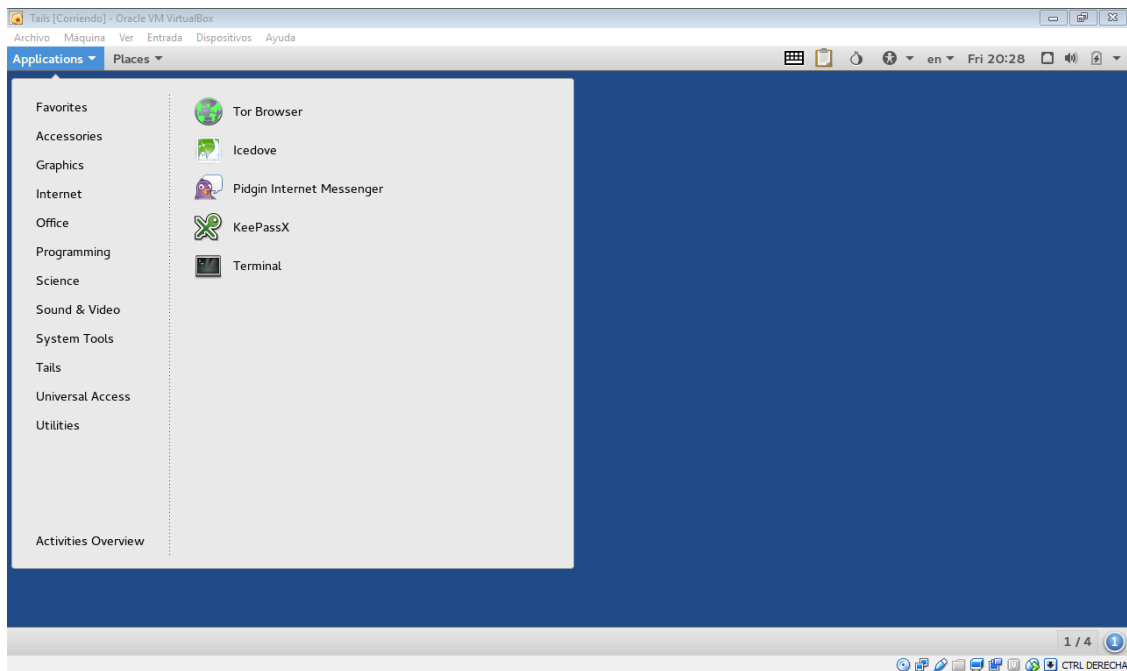 Tails [Corriendo] - Oracle VM VirtualBox
Archivo Máquina Ver Entrada Dispositivos Ayuda
Applications Places en Fri 20:28
Favorites
Accessories
Graphics
Internet
Office
Programming
Science
Sound & Video
System Tools
Tails
Universal Access
Utilities
Activities Overview
Tor Browser
Icedove
Pidgin Internet Messenger
KeePassX
Terminal
1 / 4 1
CTRL DERECHA